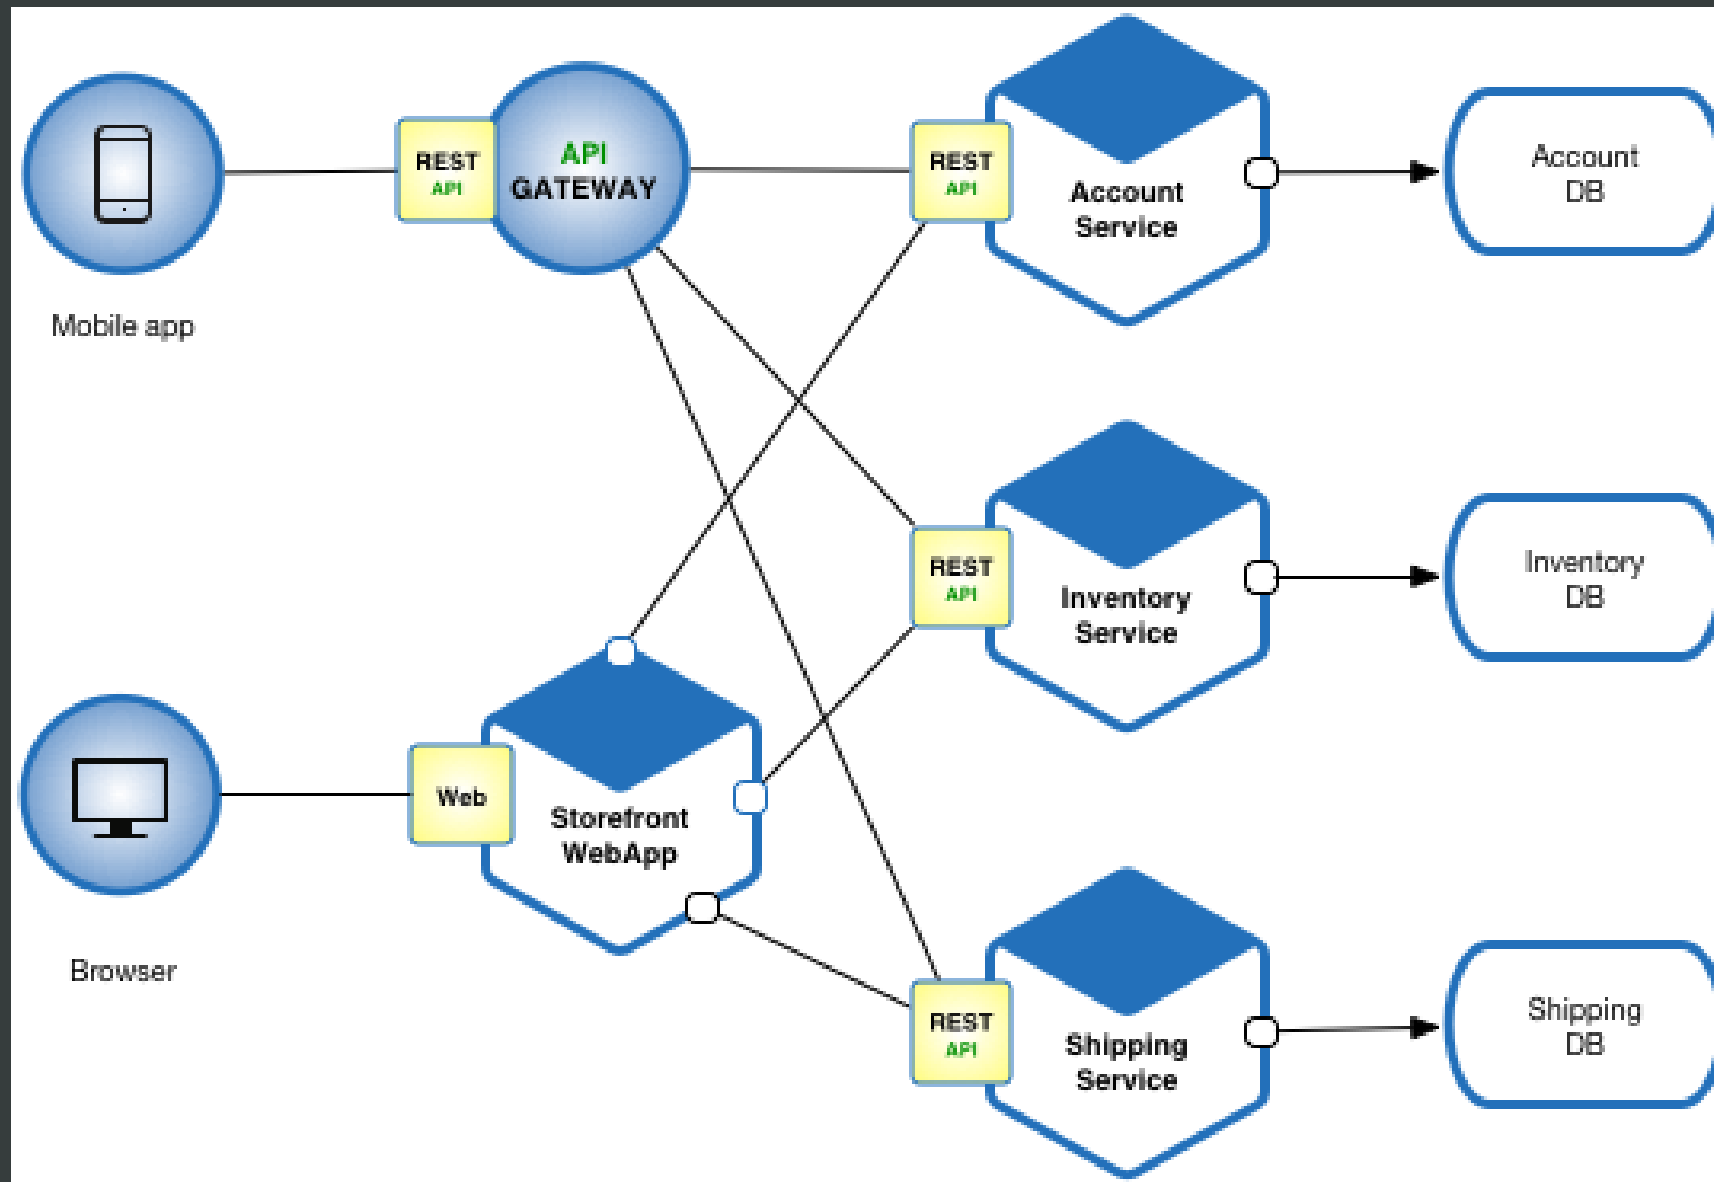 REST
API
API
GATEWAY
REST
API
Account
Service
Account
DB
Mobile app
REST
API
Inventory
Service
Inventory
DB
Web
Storefront
WebApp
Browser
REST
API
Shipping
Service
Shipping
DB